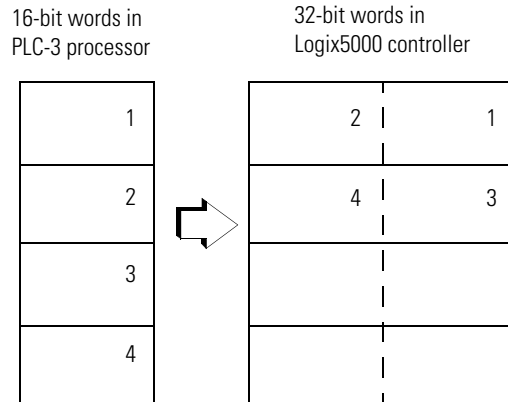 16-bit words in
PLC-3 processor
32-bit words in
Logix5000 controller
1
2
3
4
2 1
4 3